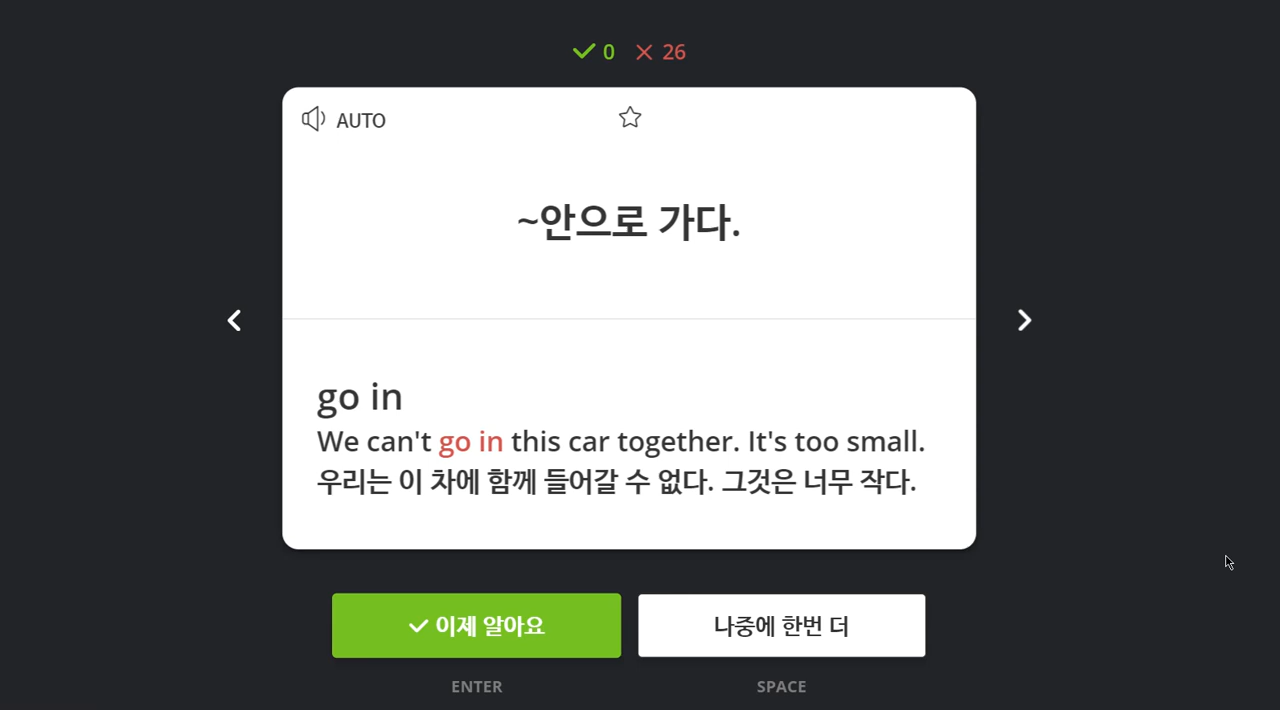 0 26
AUTO
~안으로 가다.
go in
We can't go in this car together. It's too small.
우리는 이 차에 함께 들어갈 수 없다. 그것은 너무 작다.
이제 알아요 나중에 한번 더
ENTER SPACE